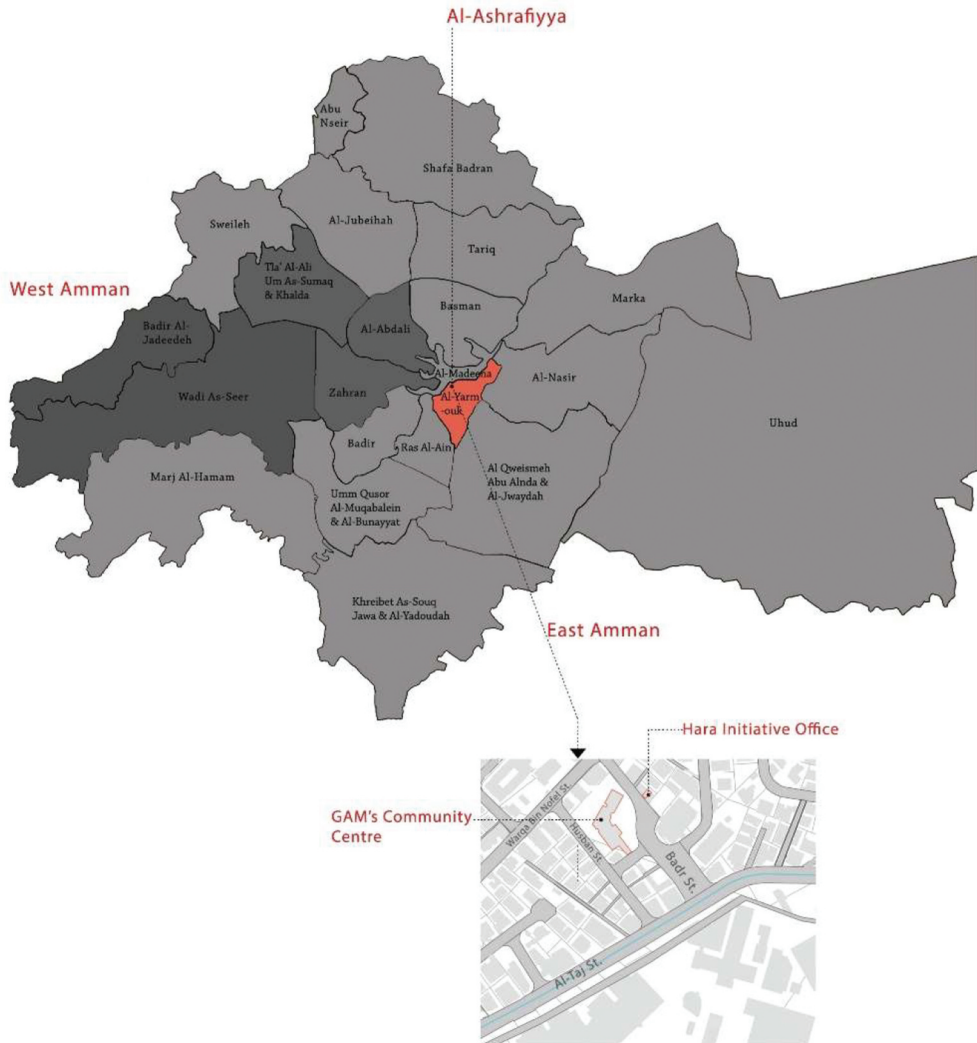 Al-Ashrafiyya
Abu
Nseir
Shafa Badran
Sweileh
Al-Jubeihah
Tariq
Tla' Al-Ali
Um As-Sumaq
& Khalda
West Amman
Basman
Marka
Badir Al-
Jadeedeh
Al-Abdali
Al-Madeena
Al-Nasir
Wadi As-Seer
Zahran
Al-Yarm
-ouk
Uhud
Badir
Ras Al-Ain
Marj Al-Hamam
Al Qweismeh
Abu Alnda &
Al-Jwaydah
Umm Qusor
Al-Muqabalein
& Al-Bunayyat
Khreibet As-Souq
Jawa & Al-Yadoudah
East Amman
Hara Initiative Office
GAM's Community
Centre
Warqa Bin Nofel St
Husban St
Badr St.
Al-Taj St.